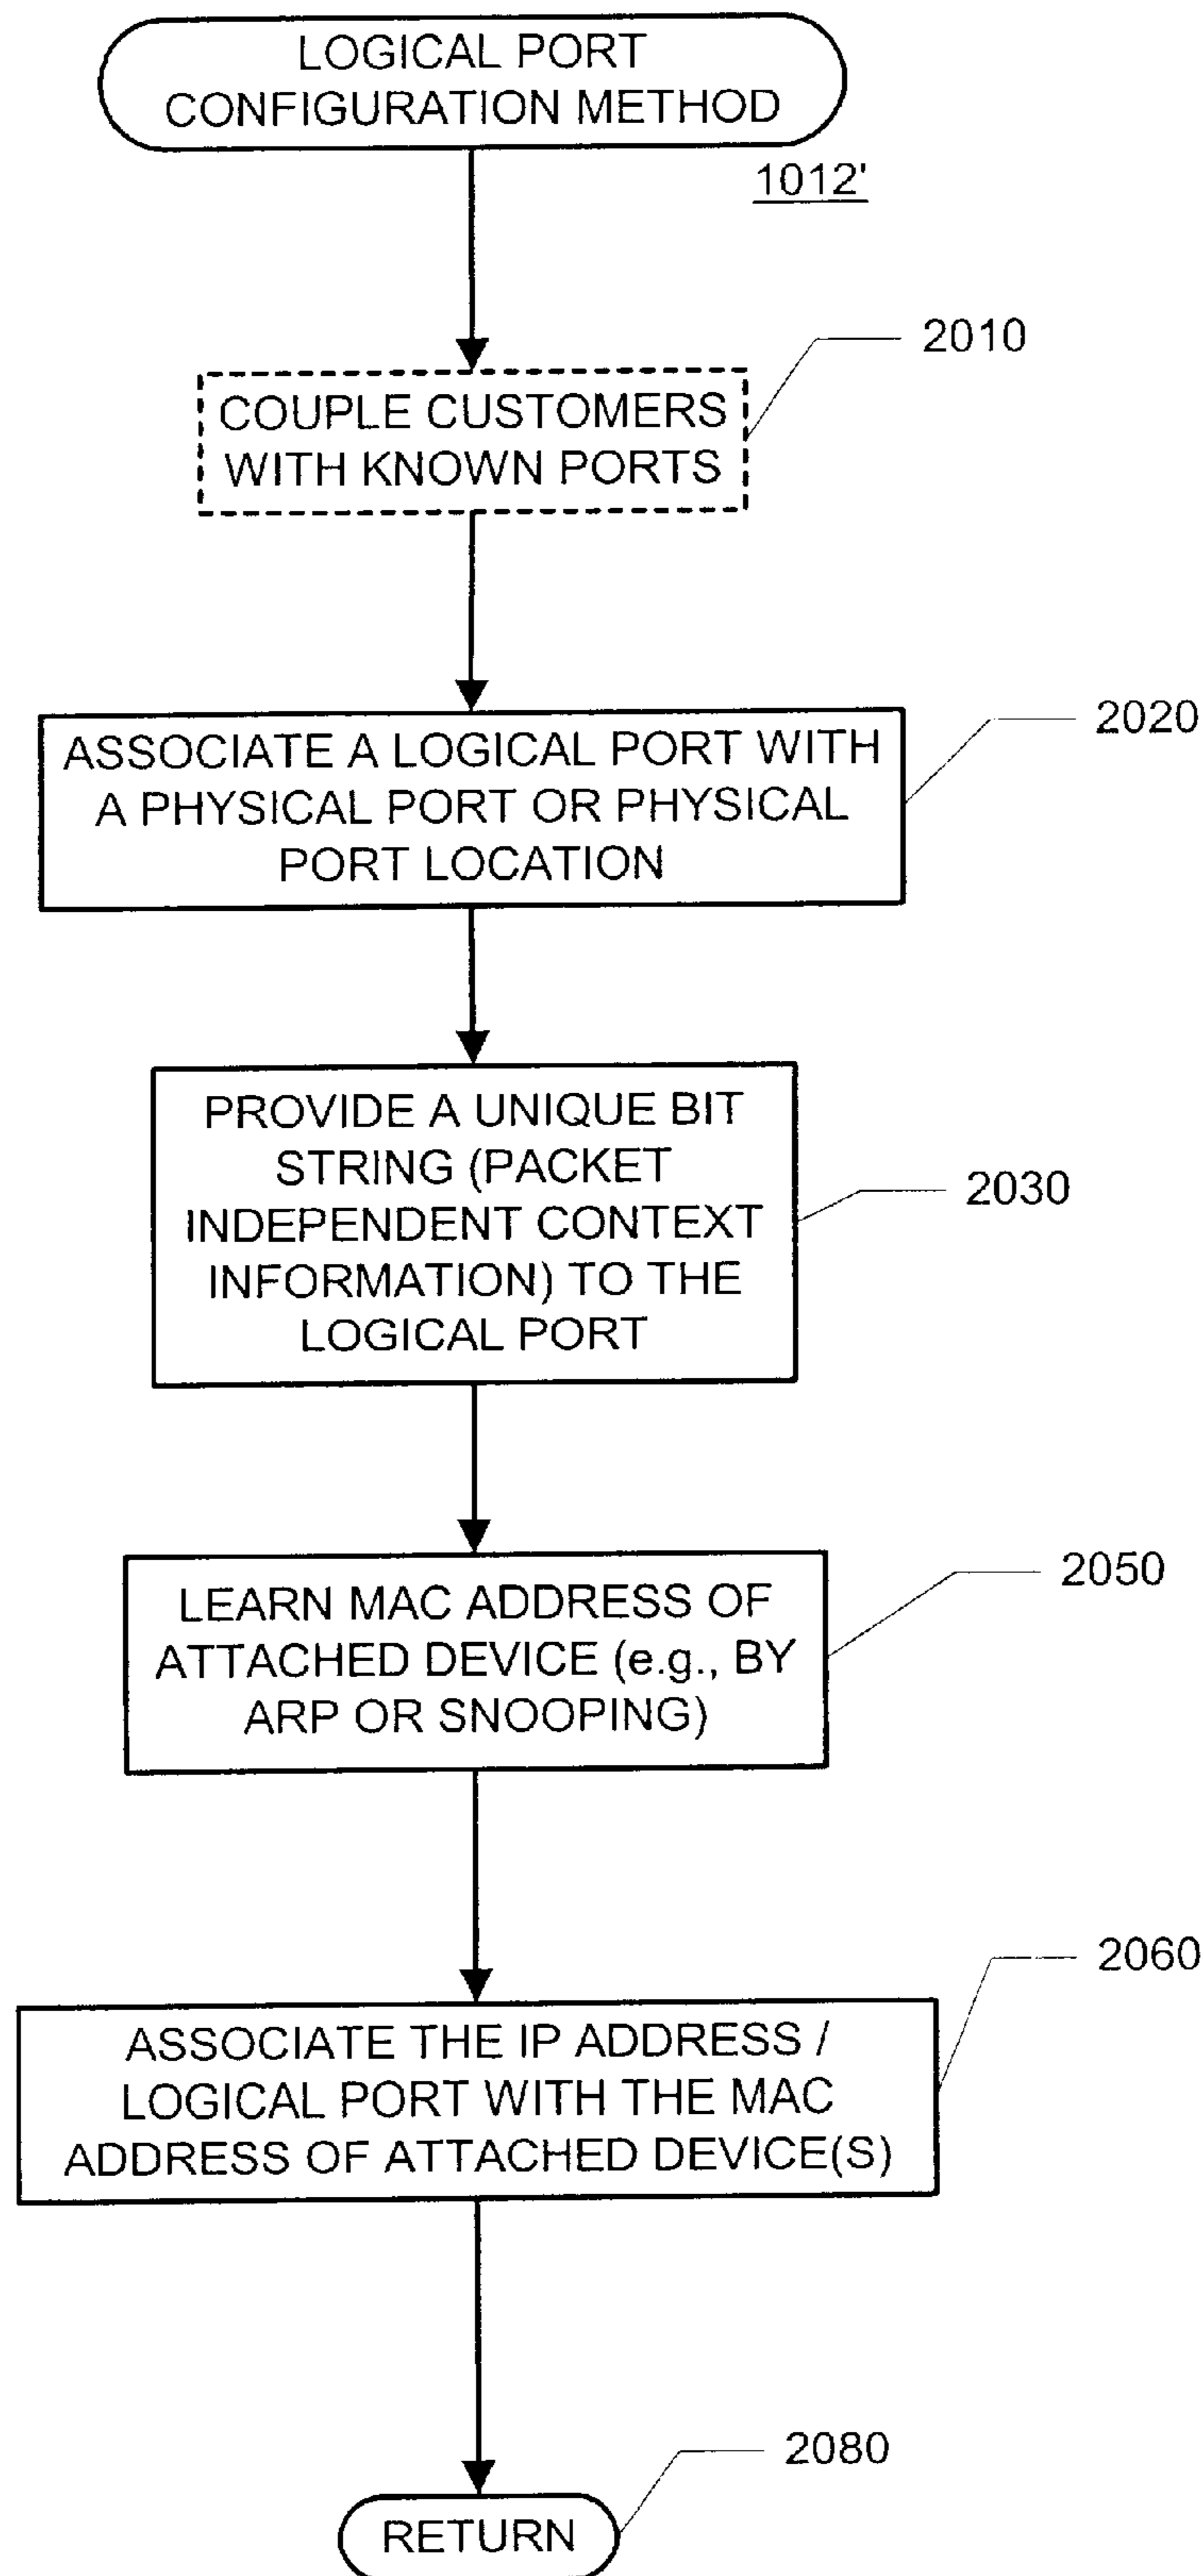 LOGICAL PORT
CONFIGURATION METHOD
1012'
2010
COUPLE CUSTOMERS
WITH KNOWN PORTS
2020
ASSOCIATE A LOGICAL PORT WITH
A PHYSICAL PORT OR PHYSICAL
PORT LOCATION
PROVIDE A UNIQUE BIT
STRING (PACKET
INDEPENDENT CONTEXT
INFORMATION) TO THE
LOGICAL PORT
2030
2050
LEARN MAC ADDRESS OF
ATTACHED DEVICE (e.g., BY
ARP OR SNOOPING)
2060
ASSOCIATE THE IP ADDRESS /
LOGICAL PORT WITH THE MAC
ADDRESS OF ATTACHED DEVICE(S)
2080
RETURN